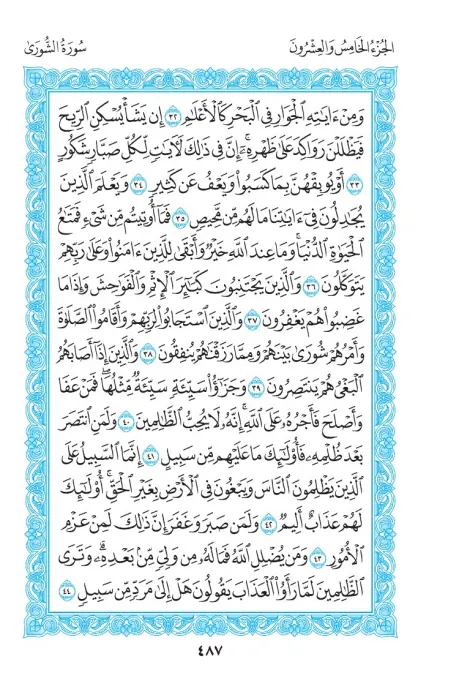 الجُزْءُ الخَامِسُ وَالعِشْرُونَ سُورَةُ الشُّورَىٰ
وَمِنْ ءَايَٰتِهِ ٱلْجَوَارِ فِى ٱلْبَحْرِ كَٱلْأَعْلَٰمِ ٣٢ إِن يَشَأْ يُسْكِنِ ٱلرِّيحَ
فَيَظْلَلْنَ رَوَاكِدَ عَلَىٰ ظَهْرِهِۦٓ ۚ إِنَّ فِى ذَٰلِكَ لَـَٔايَٰتٍ لِّكُلِّ صَبَّارٍ شَكُورٍ
٣٣ أَوْ يُوبِقْهُنَّ بِمَا كَسَبُوا۟ وَيَعْفُ عَن كَثِيرٍ ٣٤ وَيَعْلَمَ ٱلَّذِينَ
يُجَٰدِلُونَ فِىٓ ءَايَٰتِنَا مَا لَهُم مِّن مَّحِيصٍ ٣٥ فَمَآ أُوتِيتُم مِّن شَىْءٍ فَمَتَٰعُ
ٱلْحَيَوٰةِ ٱلدُّنْيَا ۖ وَمَا عِندَ ٱللَّهِ خَيْرٌ وَأَبْقَىٰ لِلَّذِينَ ءَامَنُوا۟ وَعَلَىٰ رَبِّهِمْ
يَتَوَكَّلُونَ ٣٦ وَٱلَّذِينَ يَجْتَنِبُونَ كَبَٰٓئِرَ ٱلْإِثْمِ وَٱلْفَوَٰحِشَ وَإِذَا مَا
غَضِبُوا۟ هُمْ يَغْفِرُونَ ٣٧ وَٱلَّذِينَ ٱسْتَجَابُوا۟ لِرَبِّهِمْ وَأَقَامُوا۟ ٱلصَّلَوٰةَ
وَأَمْرُهُمْ شُورَىٰ بَيْنَهُمْ وَمِمَّا رَزَقْنَٰهُمْ يُنفِقُونَ ٣٨ وَٱلَّذِينَ إِذَآ أَصَابَهُمُ
ٱلْبَغْىُ هُمْ يَنتَصِرُونَ ٣٩ وَجَزَٰٓؤُا۟ سَيِّئَةٍ سَيِّئَةٌ مِّثْلُهَا ۖ فَمَنْ عَفَا
وَأَصْلَحَ فَأَجْرُهُۥ عَلَى ٱللَّهِ ۚ إِنَّهُۥ لَا يُحِبُّ ٱلظَّٰلِمِينَ ٤٠ وَلَمَنِ ٱنتَصَرَ
بَعْدَ ظُلْمِهِۦ فَأُو۟لَٰٓئِكَ مَا عَلَيْهِم مِّن سَبِيلٍ ٤١ إِنَّمَا ٱلسَّبِيلُ عَلَى
ٱلَّذِينَ يَظْلِمُونَ ٱلنَّاسَ وَيَبْغُونَ فِى ٱلْأَرْضِ بِغَيْرِ ٱلْحَقِّ ۚ أُو۟لَٰٓئِكَ
لَهُمْ عَذَابٌ أَلِيمٌ ٤٢ وَلَمَن صَبَرَ وَغَفَرَ إِنَّ ذَٰلِكَ لَمِنْ عَزْمِ
ٱلْأُمُورِ ٤٣ وَمَن يُضْلِلِ ٱللَّهُ فَمَا لَهُۥ مِن وَلِىٍّ مِّنۢ بَعْدِهِۦ ۗ وَتَرَى
ٱلظَّٰلِمِينَ لَمَّا رَأَوُا۟ ٱلْعَذَابَ يَقُولُونَ هَلْ إِلَىٰ مَرَدٍّ مِّن سَبِيلٍ ٤٤
٤٨٧